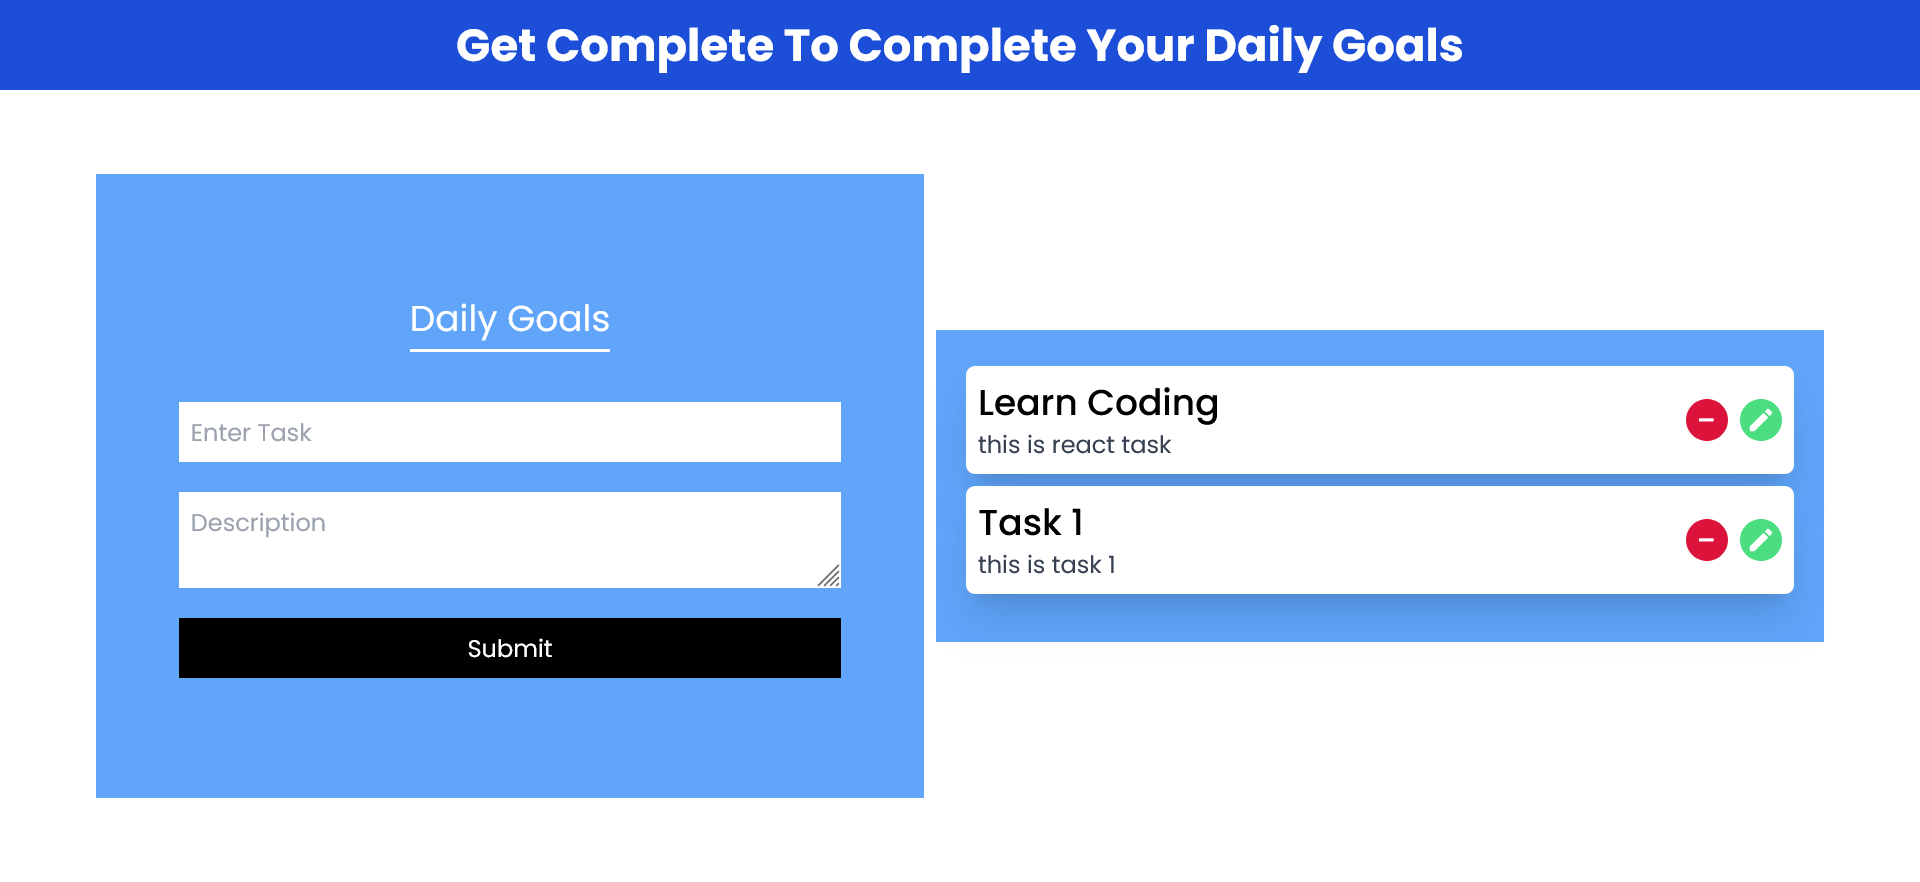 Get Complete To Complete Your Daily Goals
Daily Goals
Enter Task
Description
Submit
Learn Coding
this is react task
Task 1
this is task 1